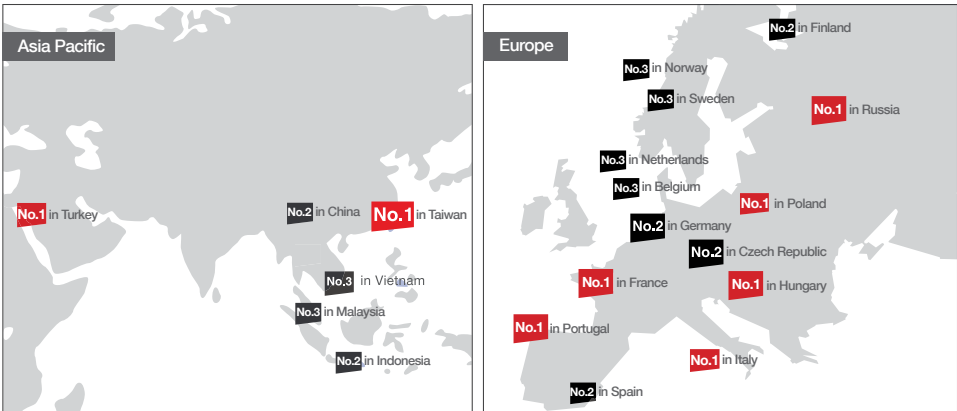 Asia Pacific
No.1 in Turkey
No.2 in China
No.1 in Taiwan
No.3 in Vietnam
No.3 in Malaysia
No.2 in Indonesia
Europe
No.2 in Finland
No.3 in Norway
No.3 in Sweden
No.1 in Russia
No.3 in Netherlands
No.3 in Belgium
No.1 in Poland
No.2 in Germany
No.2 in Czech Republic
No.1 in France
No.1 in Hungary
No.1 in Portugal
No.1 in Italy
No.2 in Spain